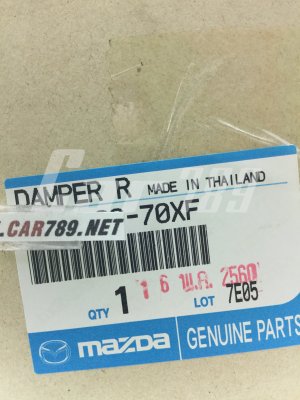 DAMPER R MADE IN THAILAND
CAR789.NET
-70XF
QTY 1 16 พ.ค. 2560
LOT 7E05
mazda GENUINE PARTS